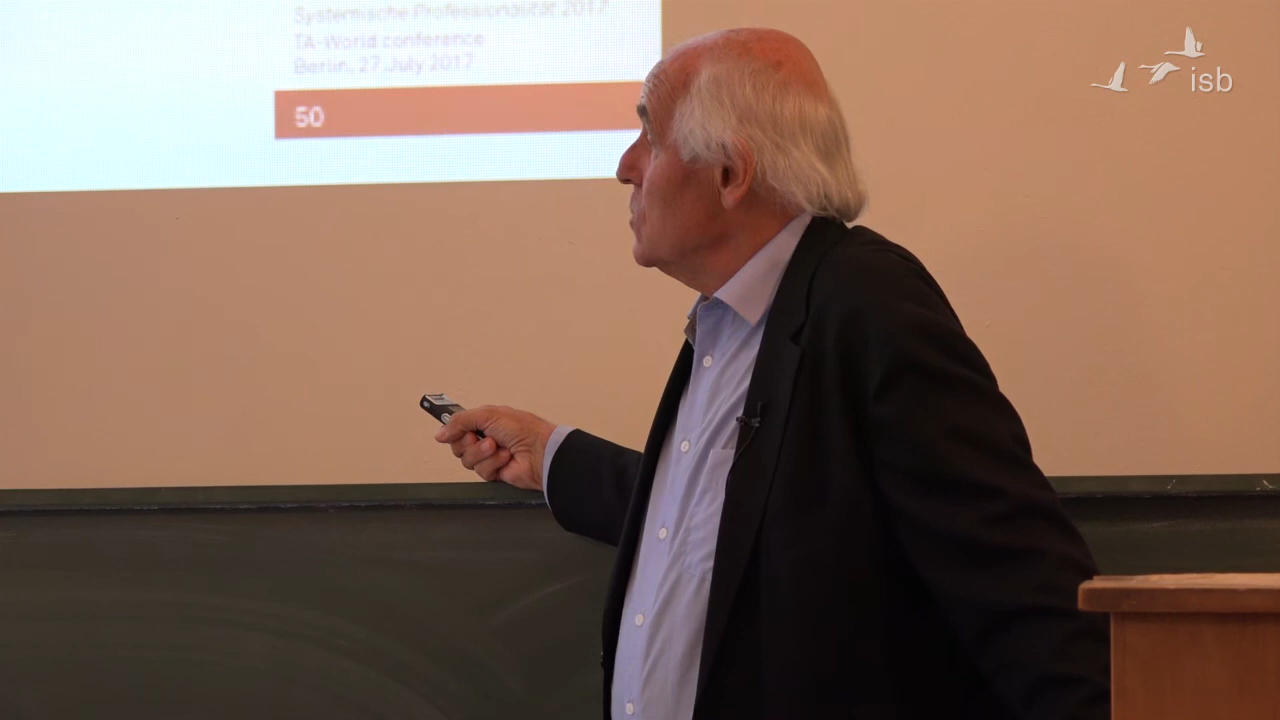 Systemische Professionalität 2017
TA-World conference
Berlin, 27.July 2017
50
isb